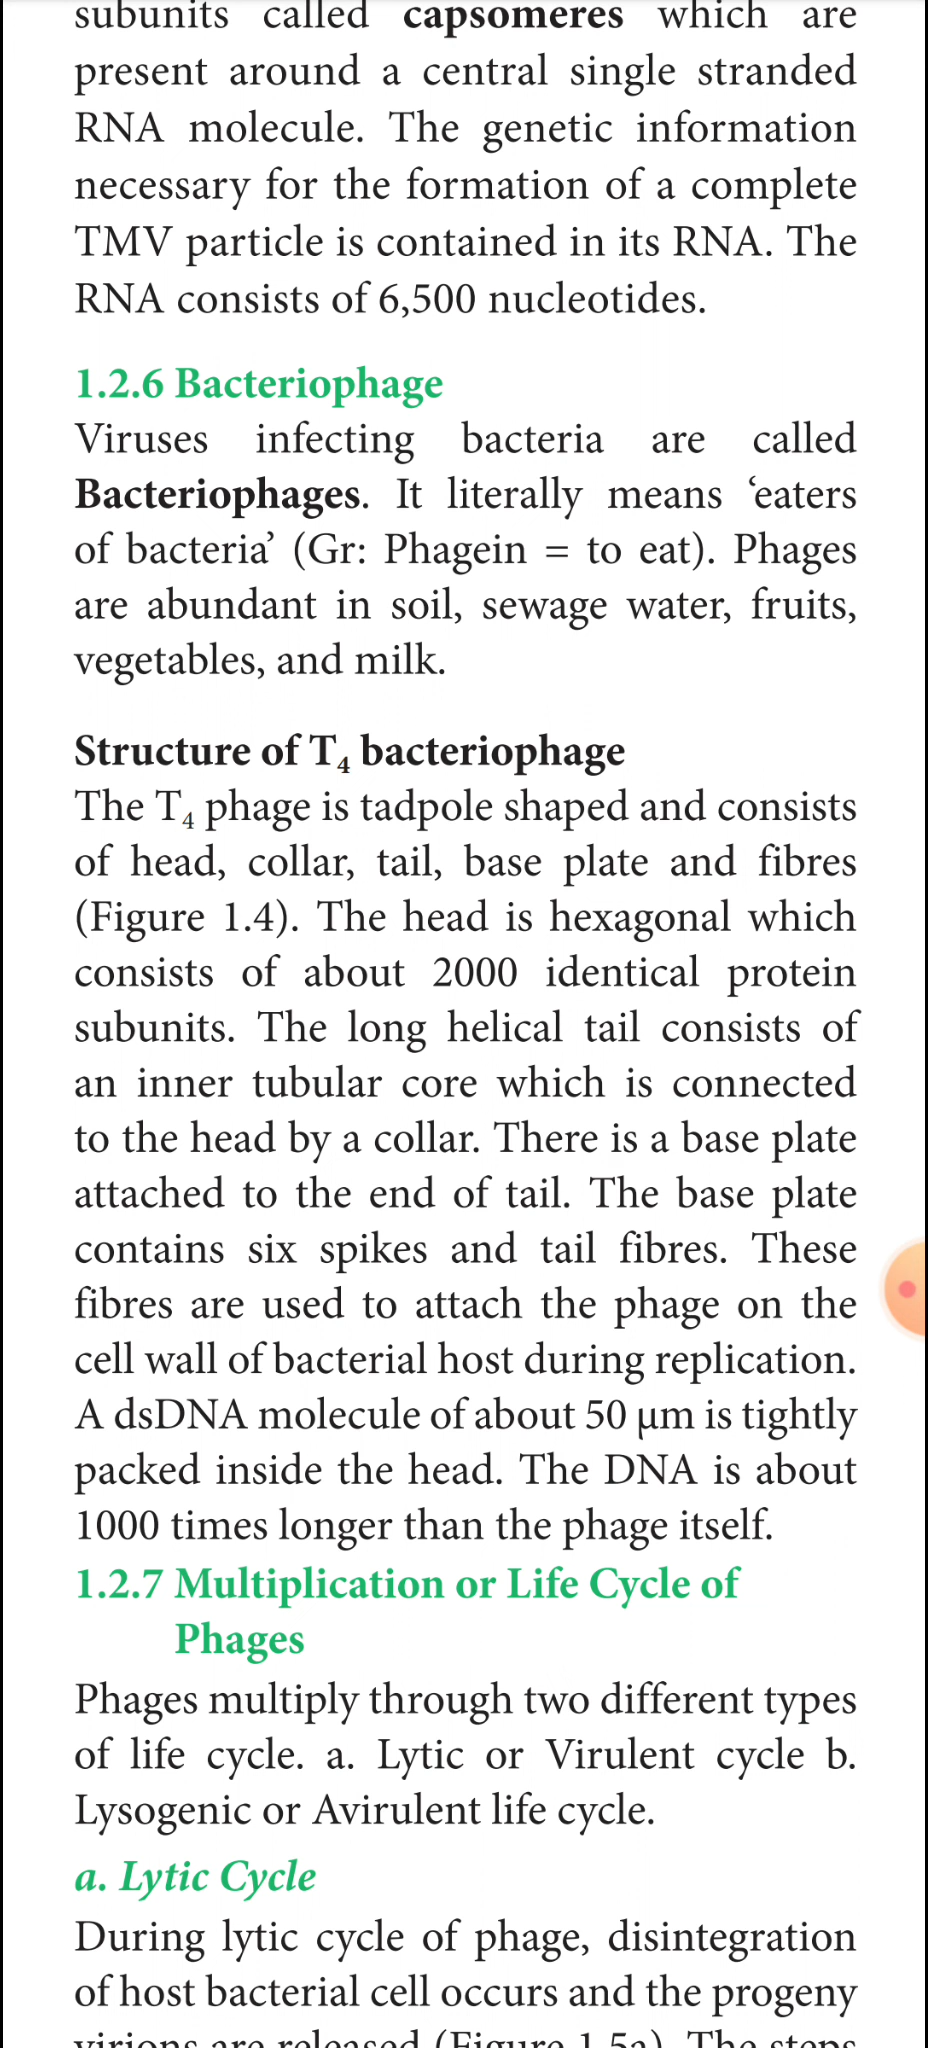 subunits called capsomeres which are
present around a central single stranded
RNA molecule. The genetic information
necessary for the formation of a complete
TMV particle is contained in its RNA. The
RNA consists of 6,500 nucleotides.
1.2.6 Bacteriophage
Viruses infecting bacteria are called
Bacteriophages. It literally means ‘eaters
of bacteria’ (Gr: Phagein = to eat). Phages
are abundant in soil, sewage water, fruits,
vegetables, and milk.
Structure of T₄ bacteriophage
The T₄ phage is tadpole shaped and consists
of head, collar, tail, base plate and fibres
(Figure 1.4). The head is hexagonal which
consists of about 2000 identical protein
subunits. The long helical tail consists of
an inner tubular core which is connected
to the head by a collar. There is a base plate
attached to the end of tail. The base plate
contains six spikes and tail fibres. These
fibres are used to attach the phage on the
cell wall of bacterial host during replication.
A dsDNA molecule of about 50 µm is tightly
packed inside the head. The DNA is about
1000 times longer than the phage itself.
1.2.7 Multiplication or Life Cycle of
Phages
Phages multiply through two different types
of life cycle. a. Lytic or Virulent cycle b.
Lysogenic or Avirulent life cycle.
a. Lytic Cycle
During lytic cycle of phage, disintegration
of host bacterial cell occurs and the progeny
virions are released (Figure 1.5a). The steps